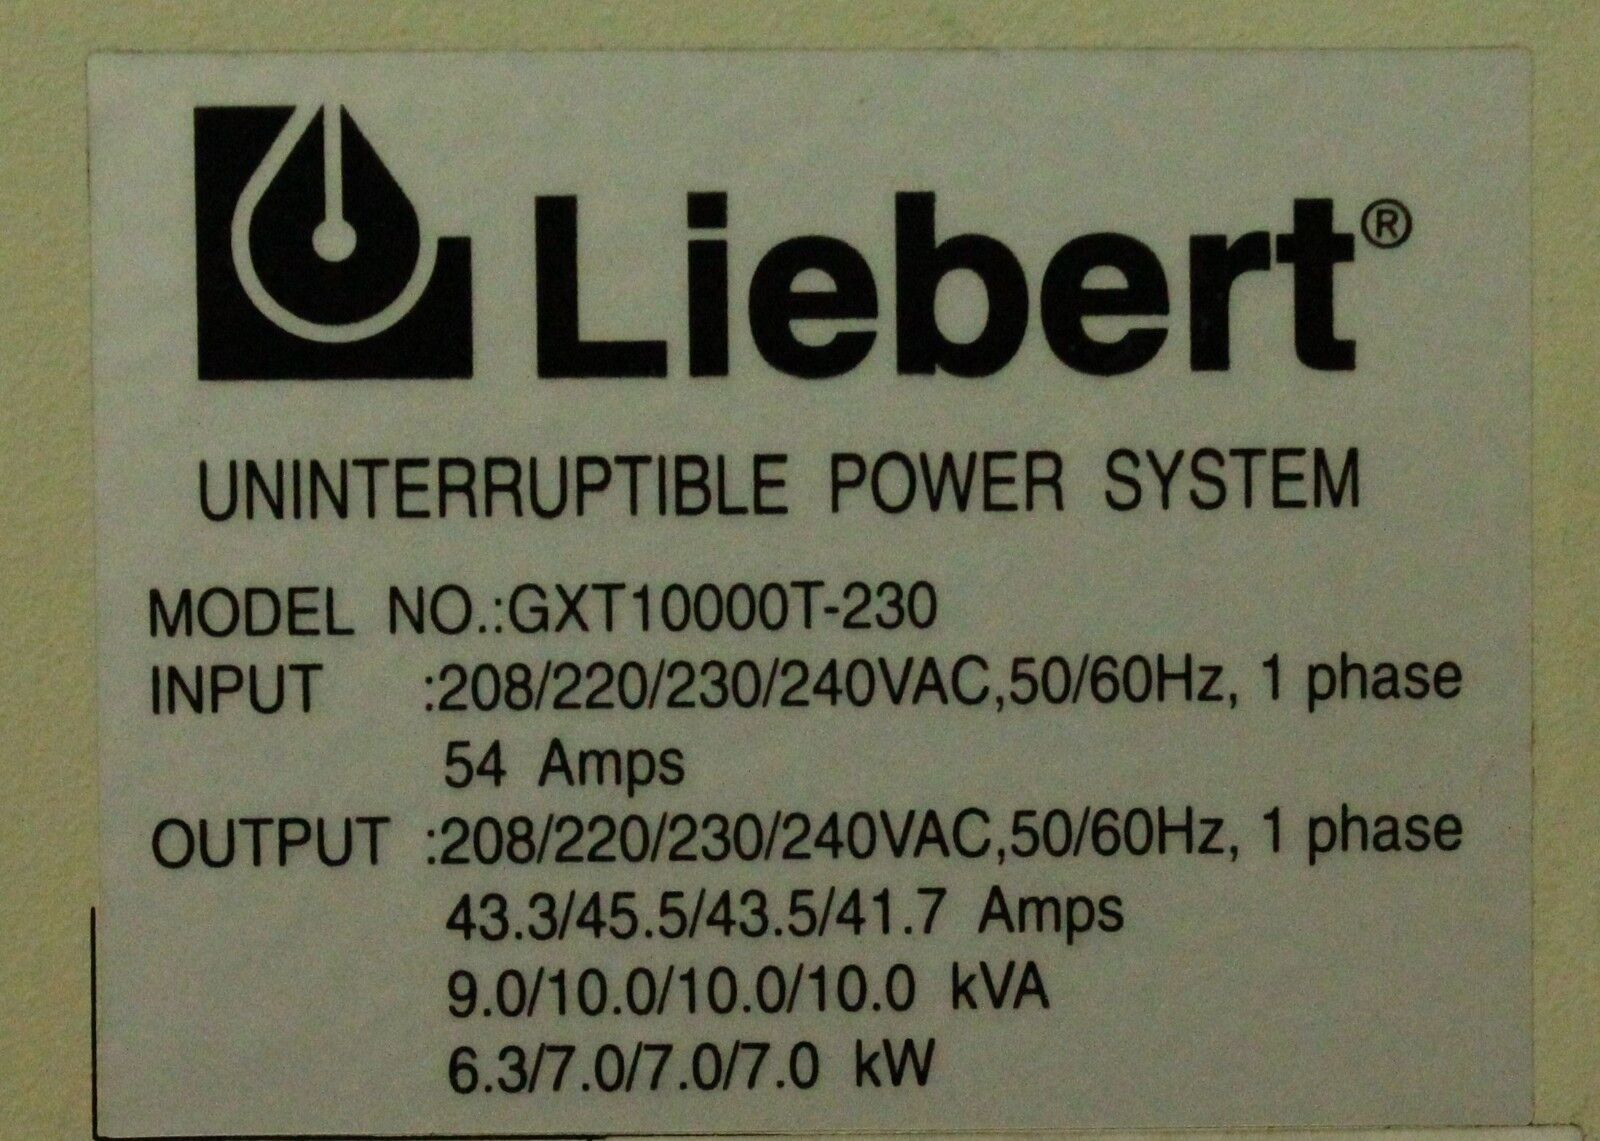 Liebert®
UNINTERRUPTIBLE POWER SYSTEM
MODEL NO.:GXT10000T-230
INPUT :208/220/230/240VAC,50/60Hz, 1 phase
54 Amps
OUTPUT :208/220/230/240VAC,50/60Hz, 1 phase
43.3/45.5/43.5/41.7 Amps
9.0/10.0/10.0/10.0 kVA
6.3/7.0/7.0/7.0 kW